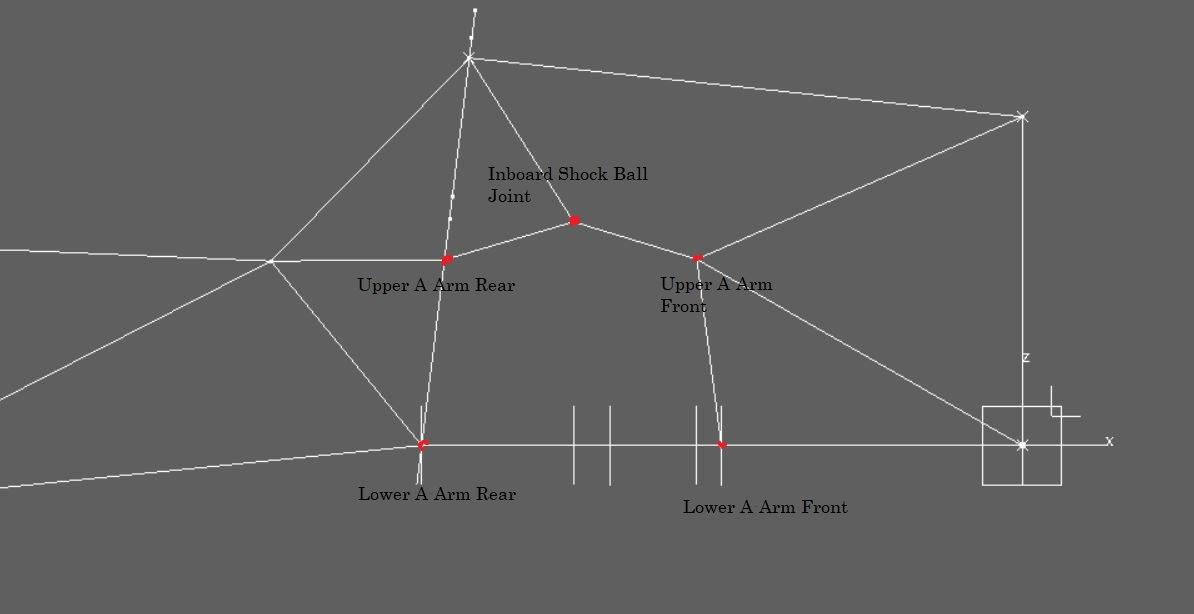 Inboard Shock Ball
Joint
Upper A Arm Rear
Upper A Arm
Front
z
x
Lower A Arm Rear
Lower A Arm Front